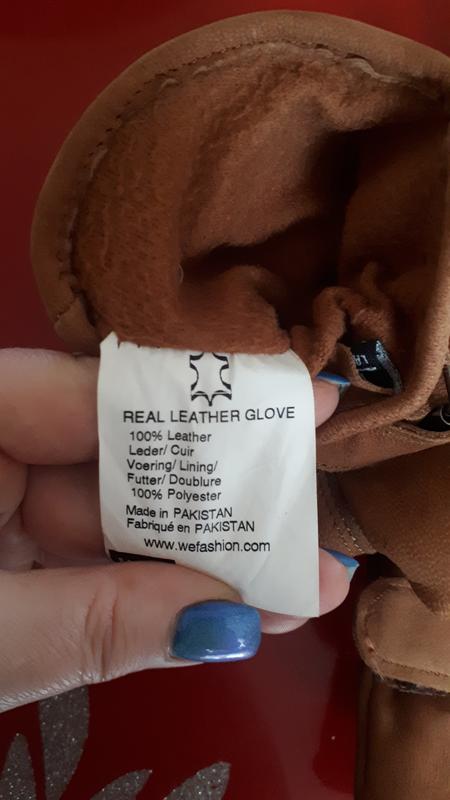 REAL LEATHER GLOVE
100% Leather
Leder/ Cuir
Voering/ Lining/
Futter/ Doublure
100% Polyester
Made in PAKISTAN
Fabriqué en PAKISTAN
www.wefashion.com